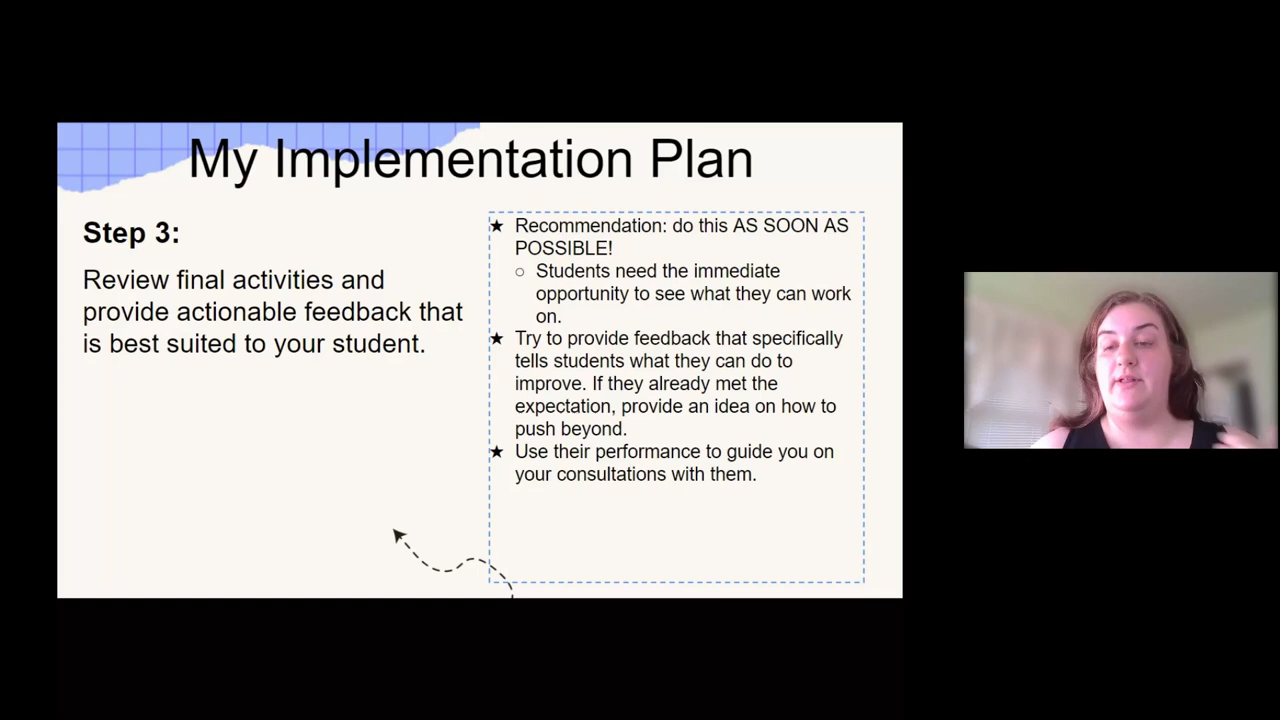 My Implementation Plan
Step 3:
Review final activities and
provide actionable feedback that
is best suited to your student.
★ Recommendation: do this AS SOON AS
POSSIBLE!
○ Students need the immediate
opportunity to see what they can work
on.
★ Try to provide feedback that specifically
tells students what they can do to
improve. If they already met the
expectation, provide an idea on how to
push beyond.
★ Use their performance to guide you on
your consultations with them.